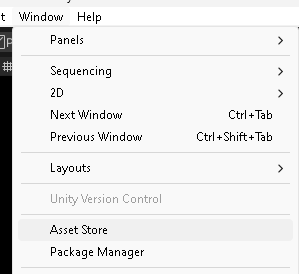 t Window Help
Panels
Sequencing
2D
Next Window Ctrl+Tab
Previous Window Ctrl+Shift+Tab
Layouts
Unity Version Control
Asset Store
Package Manager